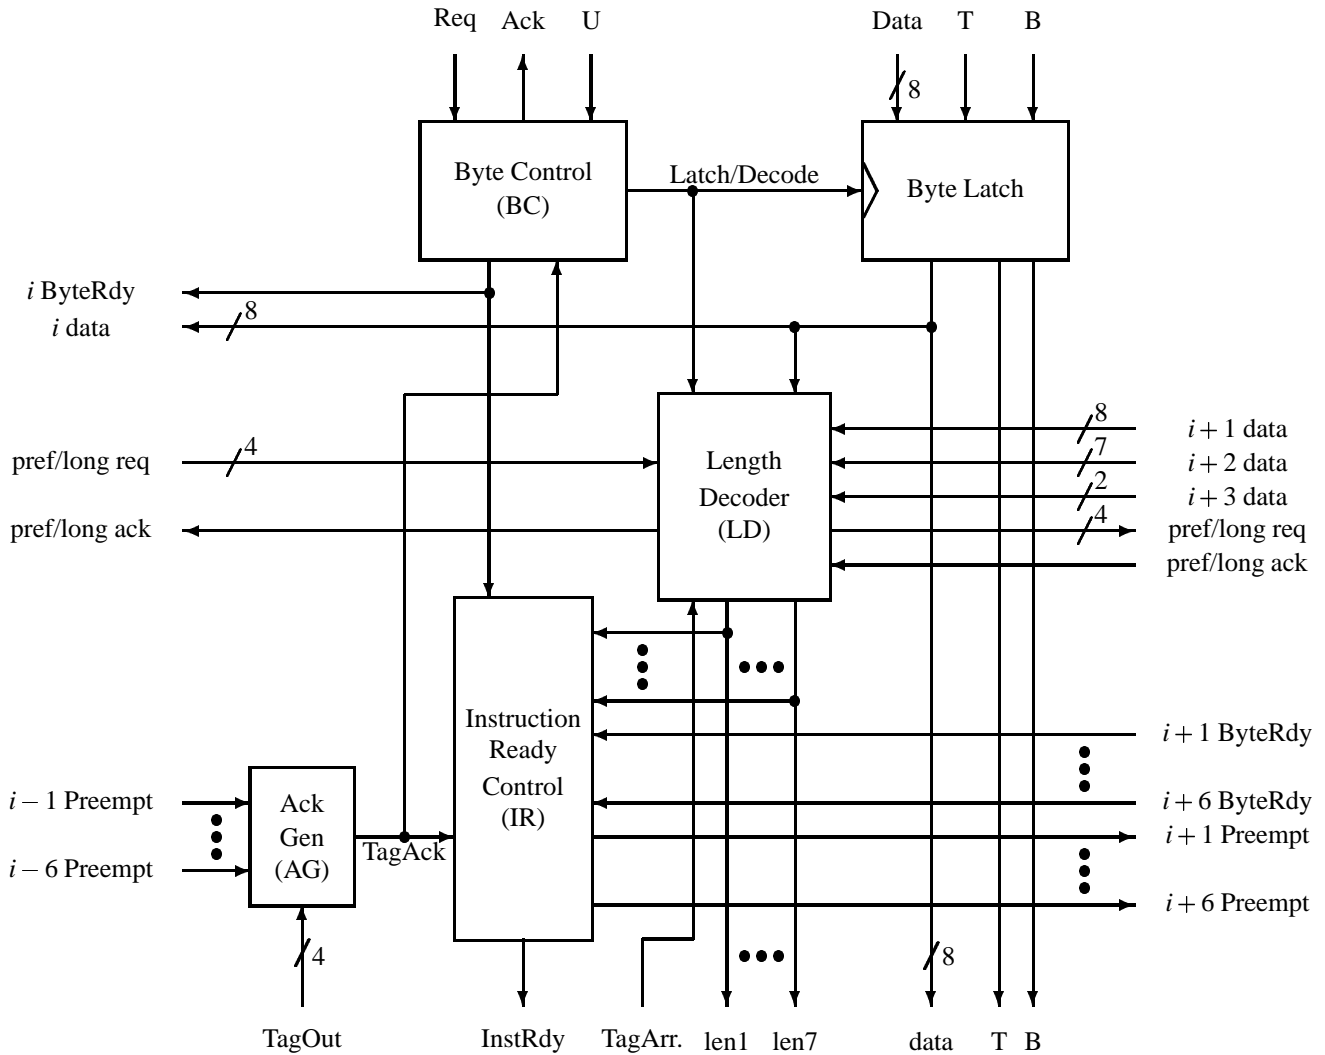 Req Ack U Data T B
8
Byte Control
(BC)
Latch/Decode
Byte Latch
i ByteRdy
8
i data
8
i + 1 data
pref/long req
4
Length
Decoder
(LD)
7
i + 2 data
2
i + 3 data
pref/long ack
4
pref/long req
pref/long ack
Instruction
Ready
Control
(IR)
i + 1 ByteRdy
i − 1 Preempt
Ack
Gen
(AG)
i + 6 ByteRdy
TagAck
i + 1 Preempt
i − 6 Preempt
i + 6 Preempt
4
8
TagOut InstRdy TagArr. len1 len7 data T B